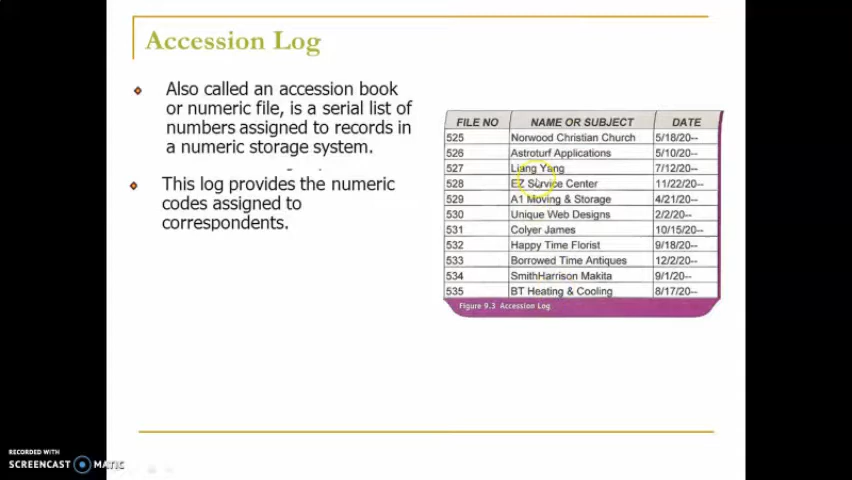 Accession Log
Also called an accession book
or numeric file, is a serial list of
numbers assigned to records in
a numeric storage system.
This log provides the numeric
codes assigned to
correspondents.
FILE NO NAME OR SUBJECT DATE
525 Norwood Christian Church 5/18/20--
526 Astroturf Applications 5/10/20--
527 Liang Yang 7/12/20--
528 EZ Service Center 11/22/20--
529 A1 Moving & Storage 4/21/20--
530 Unique Web Designs 2/2/20--
531 Colyer James 10/15/20--
532 Happy Time Florist 9/18/20--
533 Borrowed Time Antiques 12/2/20--
534 SmithHarrison Makita 9/1/20--
535 BT Heating & Cooling 8/17/20--
Figure 9.3 Accession Log
RECORDED WITH
SCREENCAST MATIC